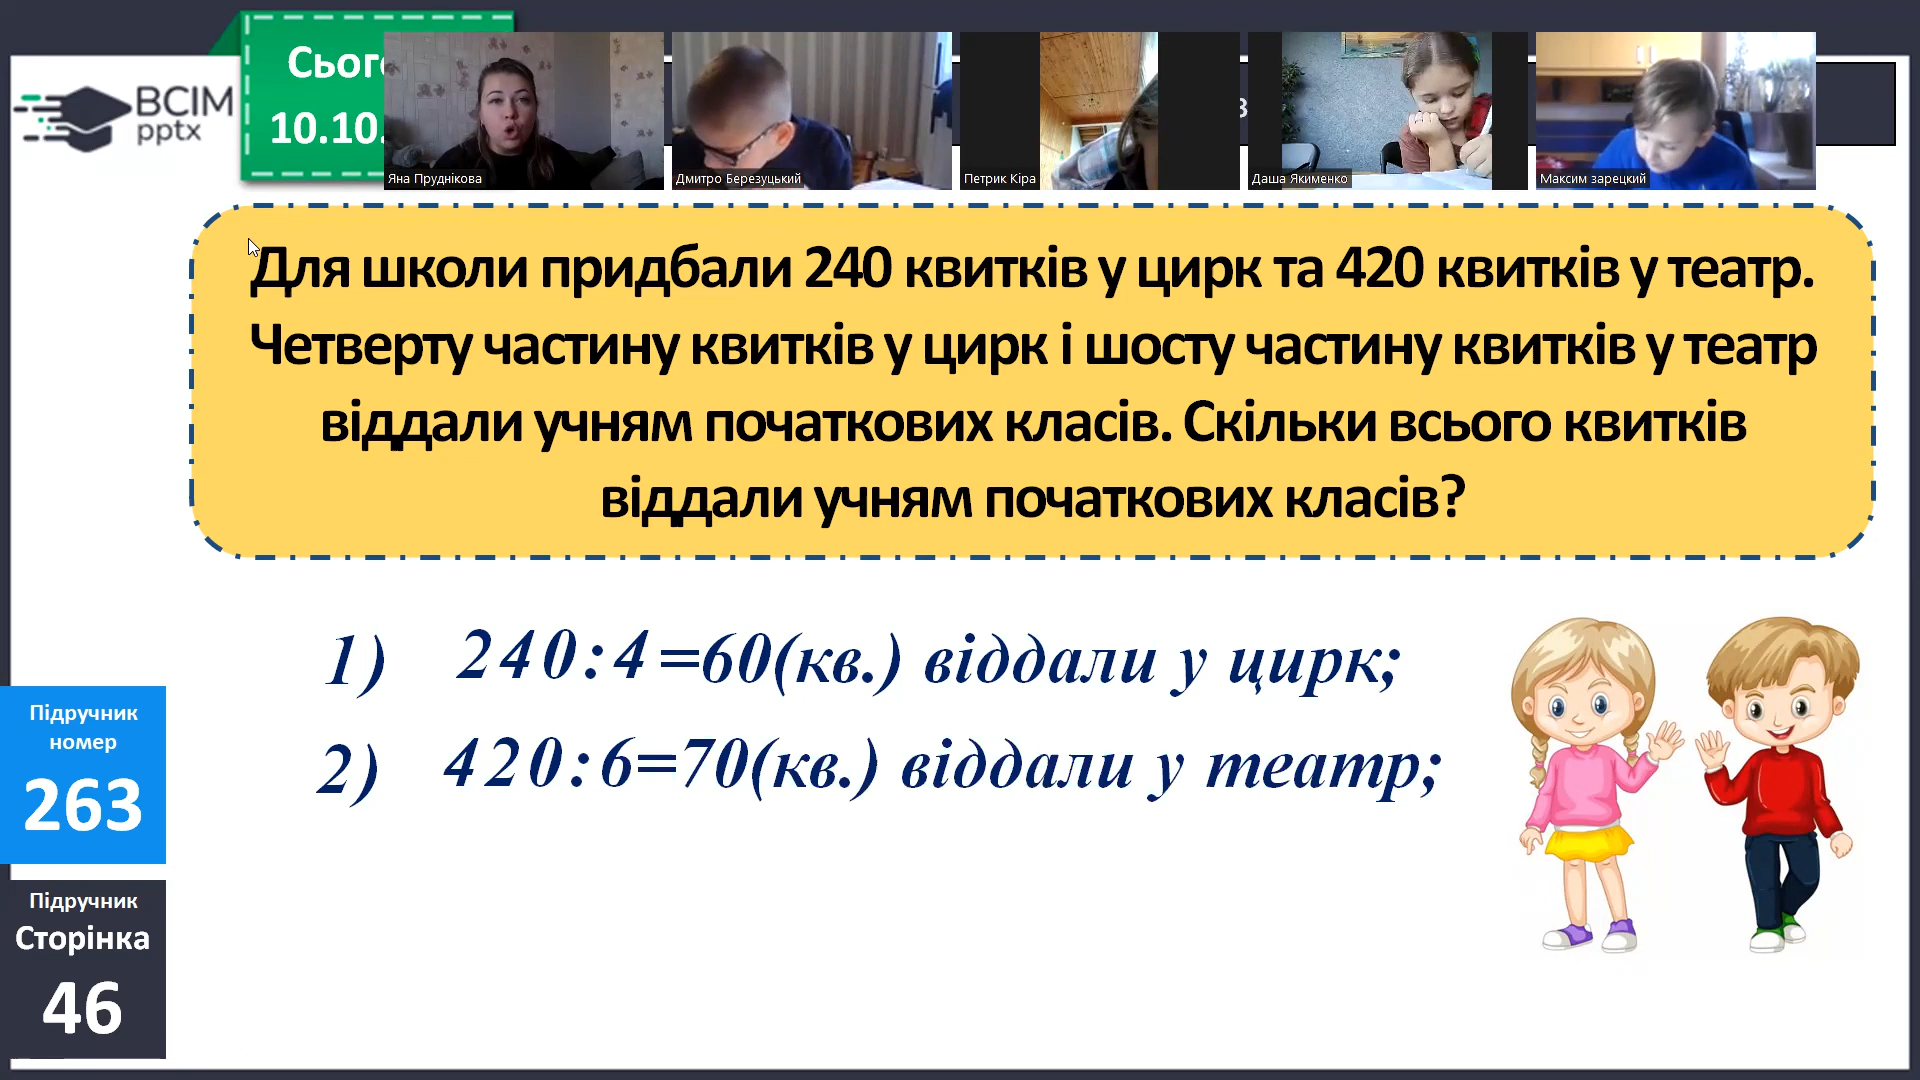 ВСІМ
pptx
Сього
10.10.
Яна Пруднікова
Дмитро Березуцький
Петрик Кіра
Даша Якименко
Максим зарецкий
Для школи придбали 240 квитків у цирк та 420 квитків у театр.
Четверту частину квитків у цирк і шосту частину квитків у театр
віддали учням початкових класів. Скільки всього квитків
віддали учням початкових класів?
1) 240:4=60(кв.) віддали у цирк;
2) 420:6=70(кв.) віддали у театр;
Підручник
номер
263
Підручник
Сторінка
46